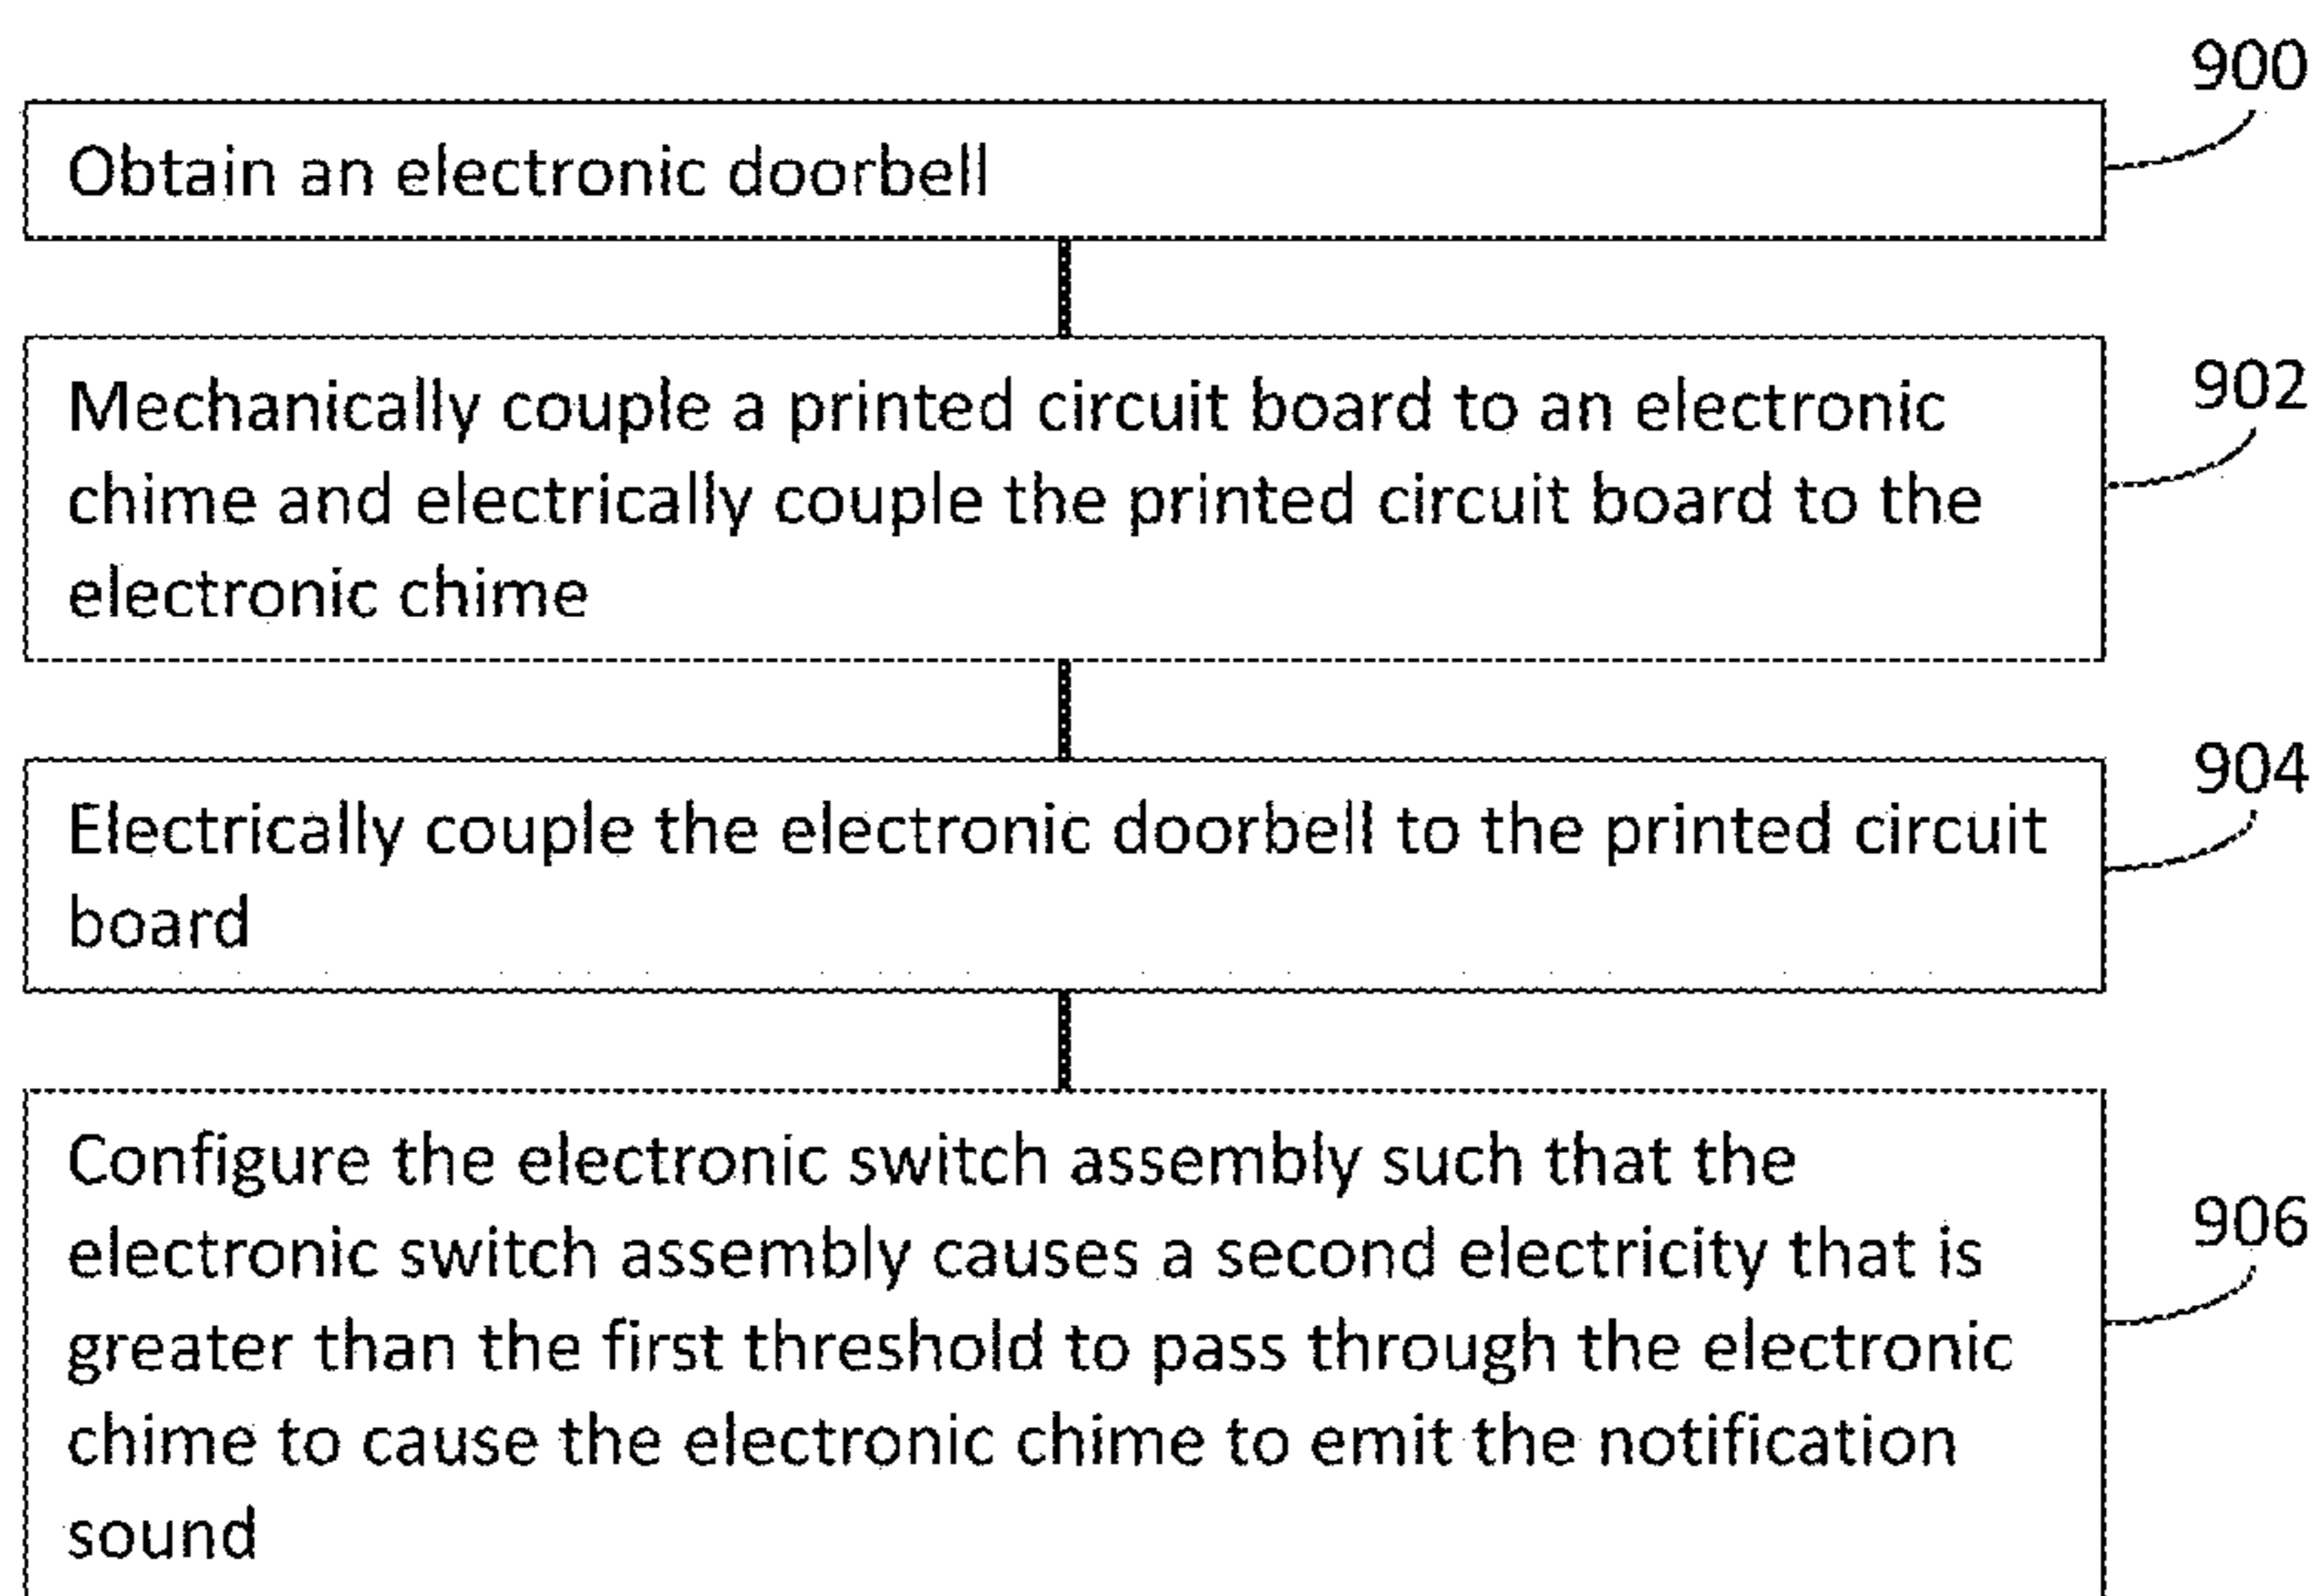 900
Obtain an electronic doorbell
902
Mechanically couple a printed circuit board to an electronic
chime and electrically couple the printed circuit board to the
electronic chime
904
Electrically couple the electronic doorbell to the printed circuit
board
Configure the electronic switch assembly such that the
electronic switch assembly causes a second electricity that is
906
greater than the first threshold to pass through the electronic
chime to cause the electronic chime to emit the notification
sound